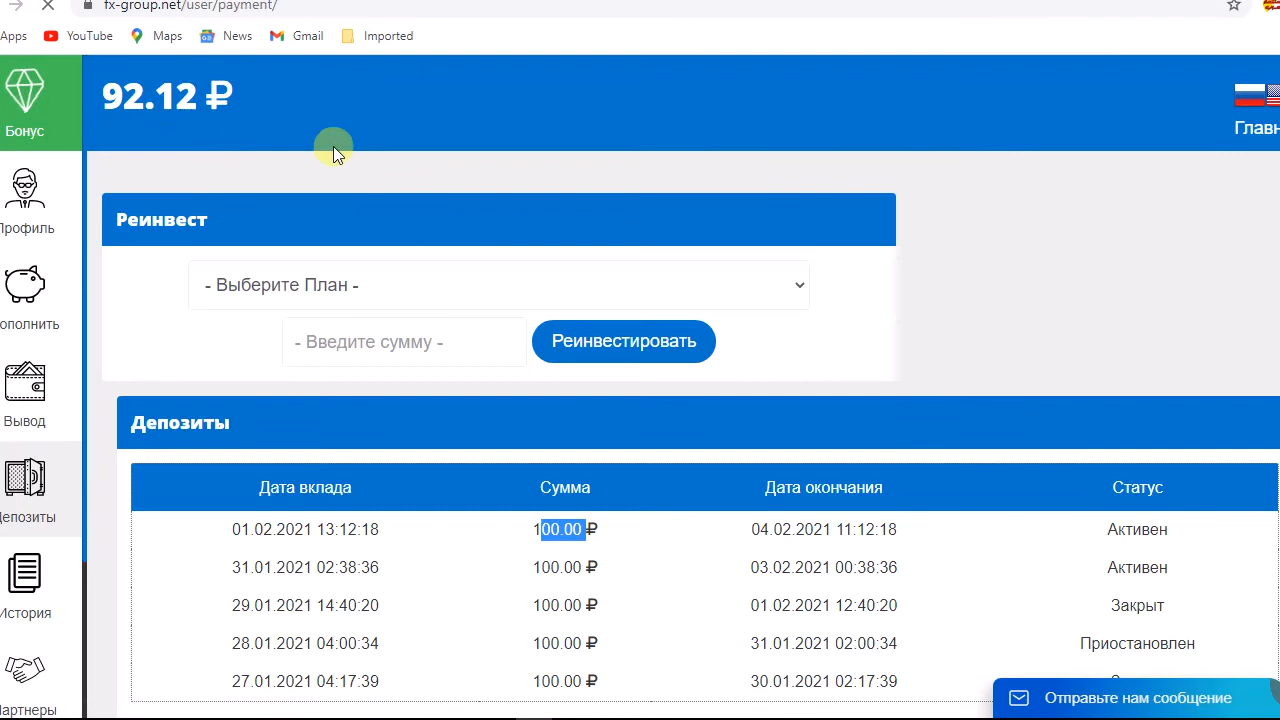 fx-group.net/user/payment/
Apps YouTube Maps News Gmail Imported
92.12 ₽
Бонус
Главн
Профиль
Реинвест
- Выберите План -
ополнить
- Введите сумму - Реинвестировать
Вывод
Депозиты
Дата вклада Сумма Дата окончания Статус
Депозиты
01.02.2021 13:12:18 100.00 ₽ 04.02.2021 11:12:18 Активен
31.01.2021 02:38:36 100.00 ₽ 03.02.2021 00:38:36 Активен
29.01.2021 14:40:20 100.00 ₽ 01.02.2021 12:40:20 Закрыт
История
28.01.2021 04:00:34 100.00 ₽ 31.01.2021 02:00:34 Приостановлен
27.01.2021 04:17:39 100.00 ₽ 30.01.2021 02:17:39
Отправьте нам сообщение
артнеры